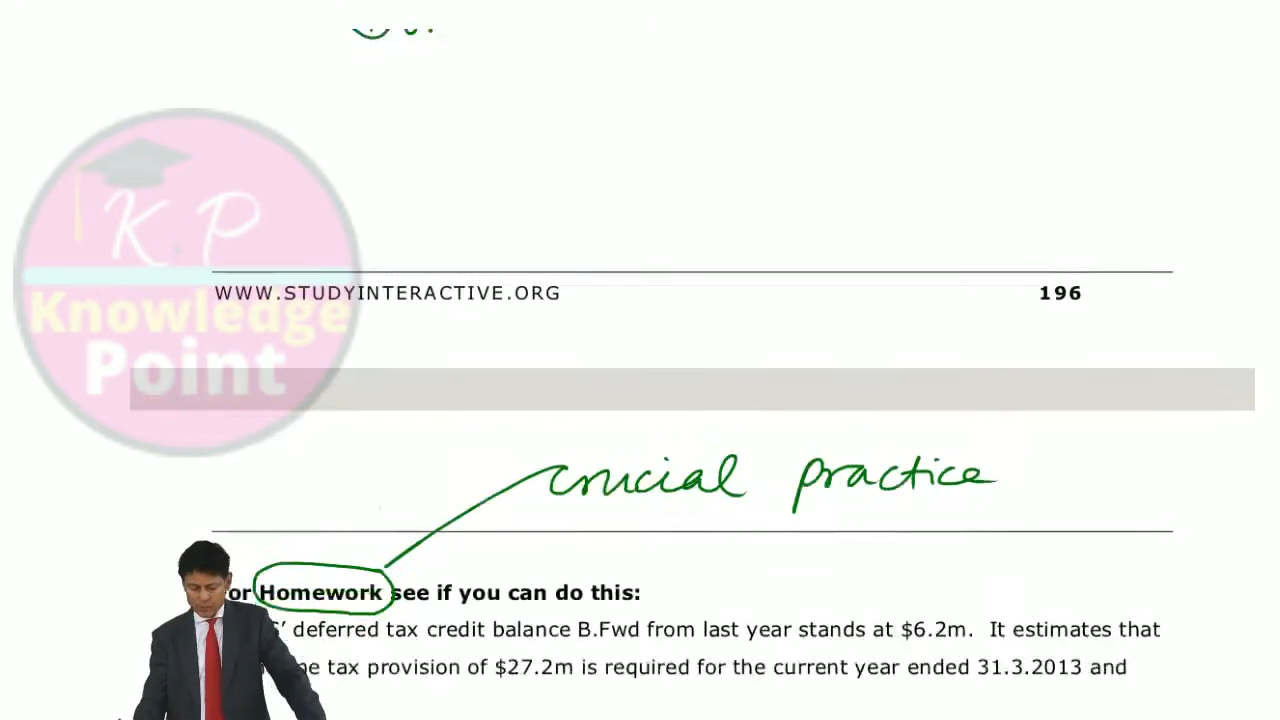 K.P
Knowledge
Point
WWW.STUDYINTERACTIVE.ORG 196
crucial practice
or Homework see if you can do this:
deferred tax credit balance B.Fwd from last year stands at $6.2m. It estimates that
tax provision of $27.2m is required for the current year ended 31.3.2013 and